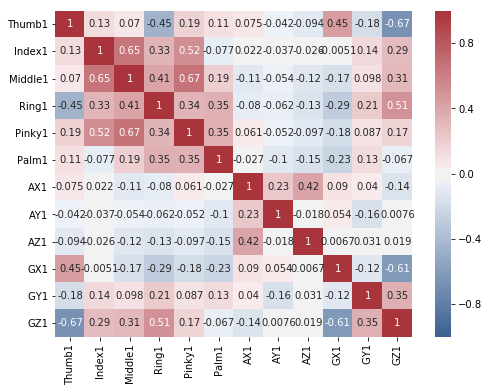 Thumb1 1 0.13 0.07 -0.45 0.19 0.11 0.075 -0.042 -0.094 0.45 -0.18 -0.67
Index1 0.13 1 0.65 0.33 0.52 -0.077 0.022 -0.037 -0.026 -0.0051 0.14 0.29
Middle1 0.07 0.65 1 0.41 0.67 0.19 -0.11 -0.054 -0.12 -0.17 0.098 0.31
Ring1 -0.45 0.33 0.41 1 0.34 0.35 -0.08 -0.062 -0.13 -0.29 0.21 0.51
Pinky1 0.19 0.52 0.67 0.34 1 0.35 0.061 -0.052 -0.097 -0.18 0.087 0.17
Palm1 0.11 -0.077 0.19 0.35 0.35 1 -0.027 -0.1 -0.15 -0.23 0.13 -0.067
AX1 0.075 0.022 -0.11 -0.08 0.061 -0.027 1 0.23 0.42 0.09 0.04 -0.14
AY1 -0.042 -0.037 -0.054 -0.062 -0.052 -0.1 0.23 1 -0.018 0.054 -0.16 0.0076
AZ1 -0.094 -0.026 -0.12 -0.13 -0.097 -0.15 0.42 -0.018 1 0.0067 0.031 0.019
GX1 0.45 -0.0051 -0.17 -0.29 -0.18 -0.23 0.09 0.054 0.0067 1 -0.12 -0.61
GY1 -0.18 0.14 0.098 0.21 0.087 0.13 0.04 -0.16 0.031 -0.12 1 0.35
GZ1 -0.67 0.29 0.31 0.51 0.17 -0.067 -0.14 0.0076 0.019 -0.61 0.35 1
Thumb1 Index1 Middle1 Ring1 Pinky1 Palm1 AX1 AY1 AZ1 GX1 GY1 GZ1
0.8
0.4
0.0
-0.4
-0.8